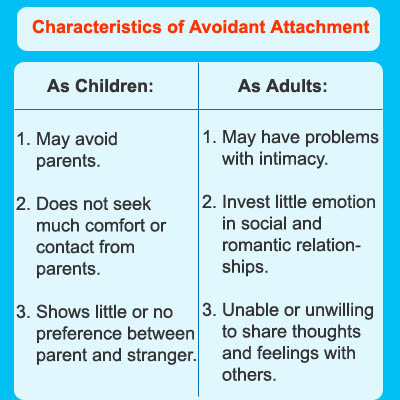 Characteristics of Avoidant Attachment
As Children:
1. May avoid
parents.
2. Does not seek
much comfort or
contact from
parents.
3. Shows little or no
preference between
parent and stranger.
As Adults:
1. May have problems
with intimacy.
2. Invest little emotion
in social and
romantic relation-
ships.
3. Unable or unwilling
to share thoughts
and feelings with
others.